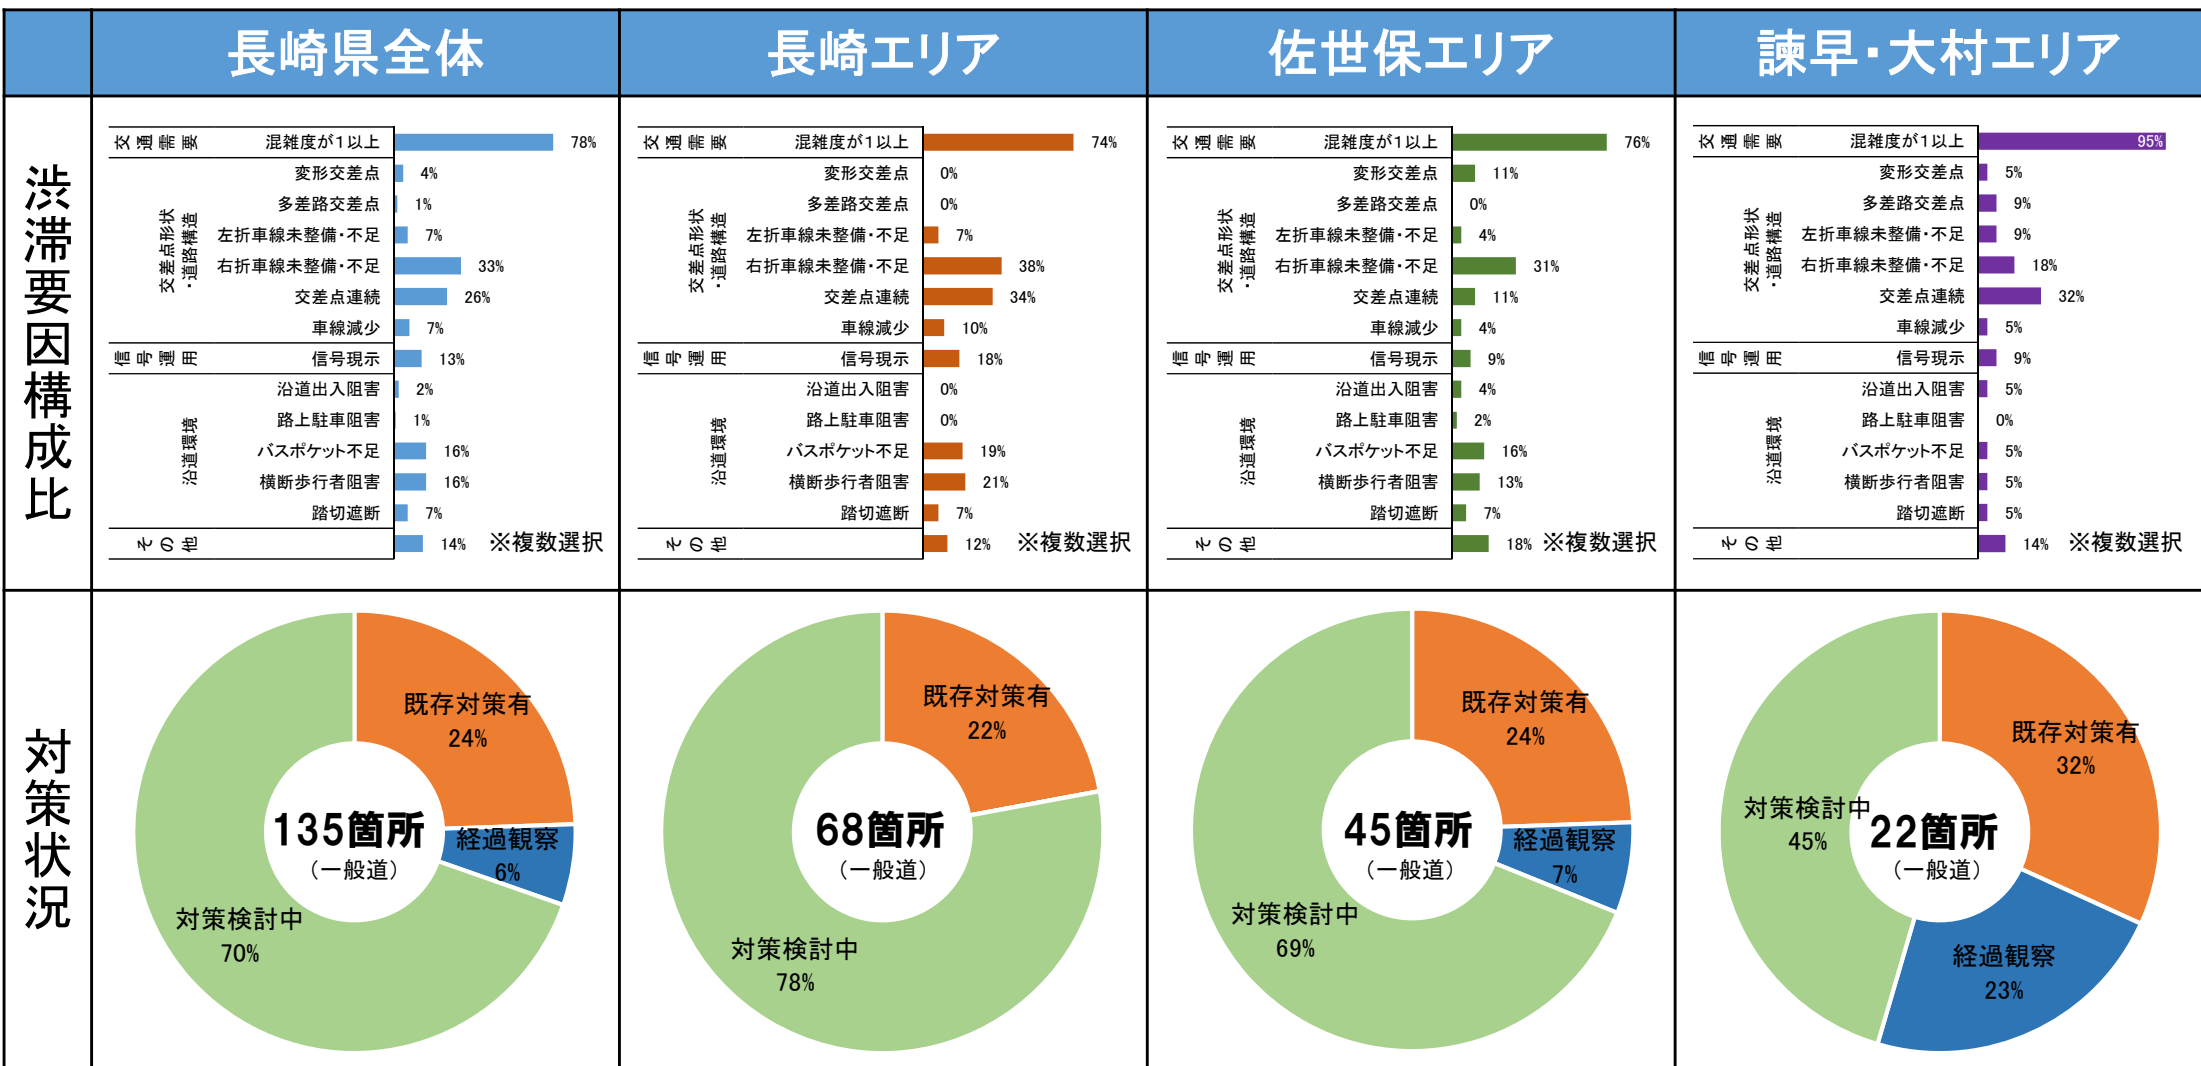 長崎県全体
長崎エリア
佐世保エリア
諫早・大村エリア
渋滞要因構成比
交通需要
混雑度が1以上
78%
交差点形状
・道路構造
変形交差点
4%
多差路交差点
1%
左折車線未整備・不足
7%
右折車線未整備・不足
33%
交差点連続
26%
車線減少
7%
信号運用
信号現示
13%
沿道環境
沿道出入阻害
2%
路上駐車阻害
1%
バスポケット不足
16%
横断歩行者阻害
16%
踏切遮断
7%
その他
14%
※複数選択
交通需要
混雑度が1以上
74%
交差点形状
・道路構造
変形交差点
0%
多差路交差点
0%
左折車線未整備・不足
7%
右折車線未整備・不足
38%
交差点連続
34%
車線減少
10%
信号運用
信号現示
18%
沿道環境
沿道出入阻害
0%
路上駐車阻害
0%
バスポケット不足
19%
横断歩行者阻害
21%
踏切遮断
7%
その他
12%
※複数選択
交通需要
混雑度が1以上
76%
交差点形状
・道路構造
変形交差点
11%
多差路交差点
0%
左折車線未整備・不足
4%
右折車線未整備・不足
31%
交差点連続
11%
車線減少
4%
信号運用
信号現示
9%
沿道環境
沿道出入阻害
4%
路上駐車阻害
2%
バスポケット不足
16%
横断歩行者阻害
13%
踏切遮断
7%
その他
18%
※複数選択
交通需要
混雑度が1以上
95%
交差点形状
・道路構造
変形交差点
5%
多差路交差点
9%
左折車線未整備・不足
9%
右折車線未整備・不足
18%
交差点連続
32%
車線減少
5%
信号運用
信号現示
9%
沿道環境
沿道出入阻害
5%
路上駐車阻害
0%
バスポケット不足
5%
横断歩行者阻害
5%
踏切遮断
5%
その他
14%
※複数選択
対策状況
既存対策有
24%
135箇所
（一般道）
経過観察
6%
対策検討中
70%
既存対策有
22%
68箇所
（一般道）
対策検討中
78%
既存対策有
24%
45箇所
（一般道）
経過観察
7%
対策検討中
69%
既存対策有
32%
対策検討中
45%
22箇所
（一般道）
経過観察
23%